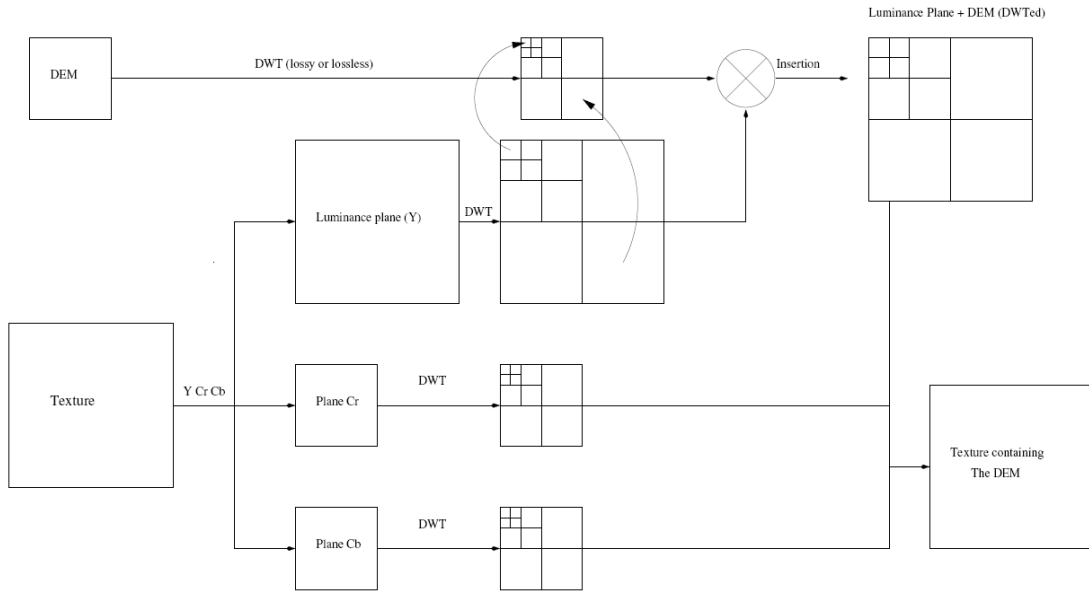 Luminance Plane + DEM (DWTed)
DEM
DWT (lossy or lossless)
Insertion
Luminance plane (Y)
DWT
Texture
Y Cr Cb
Plane Cr
DWT
Texture containing
The DEM
Plane Cb
DWT